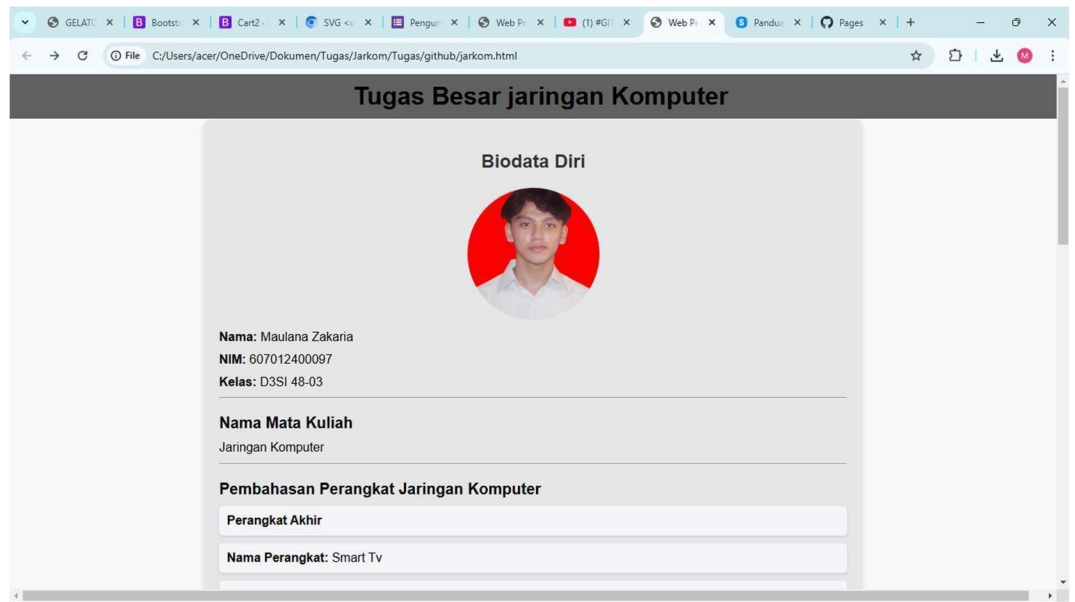 GELATO
Bootstr
Cart2 -
SVG <u
Pengun
Web Pr
(1) #GIT
Web Pr
Pandua
Pages
File C:/Users/acer/OneDrive/Dokumen/Tugas/Jarkom/Tugas/github/jarkom.html
M
Tugas Besar jaringan Komputer
Biodata Diri
Nama: Maulana Zakaria
NIM: 607012400097
Kelas: D3SI 48-03
Nama Mata Kuliah
Jaringan Komputer
Pembahasan Perangkat Jaringan Komputer
Perangkat Akhir
Nama Perangkat: Smart Tv